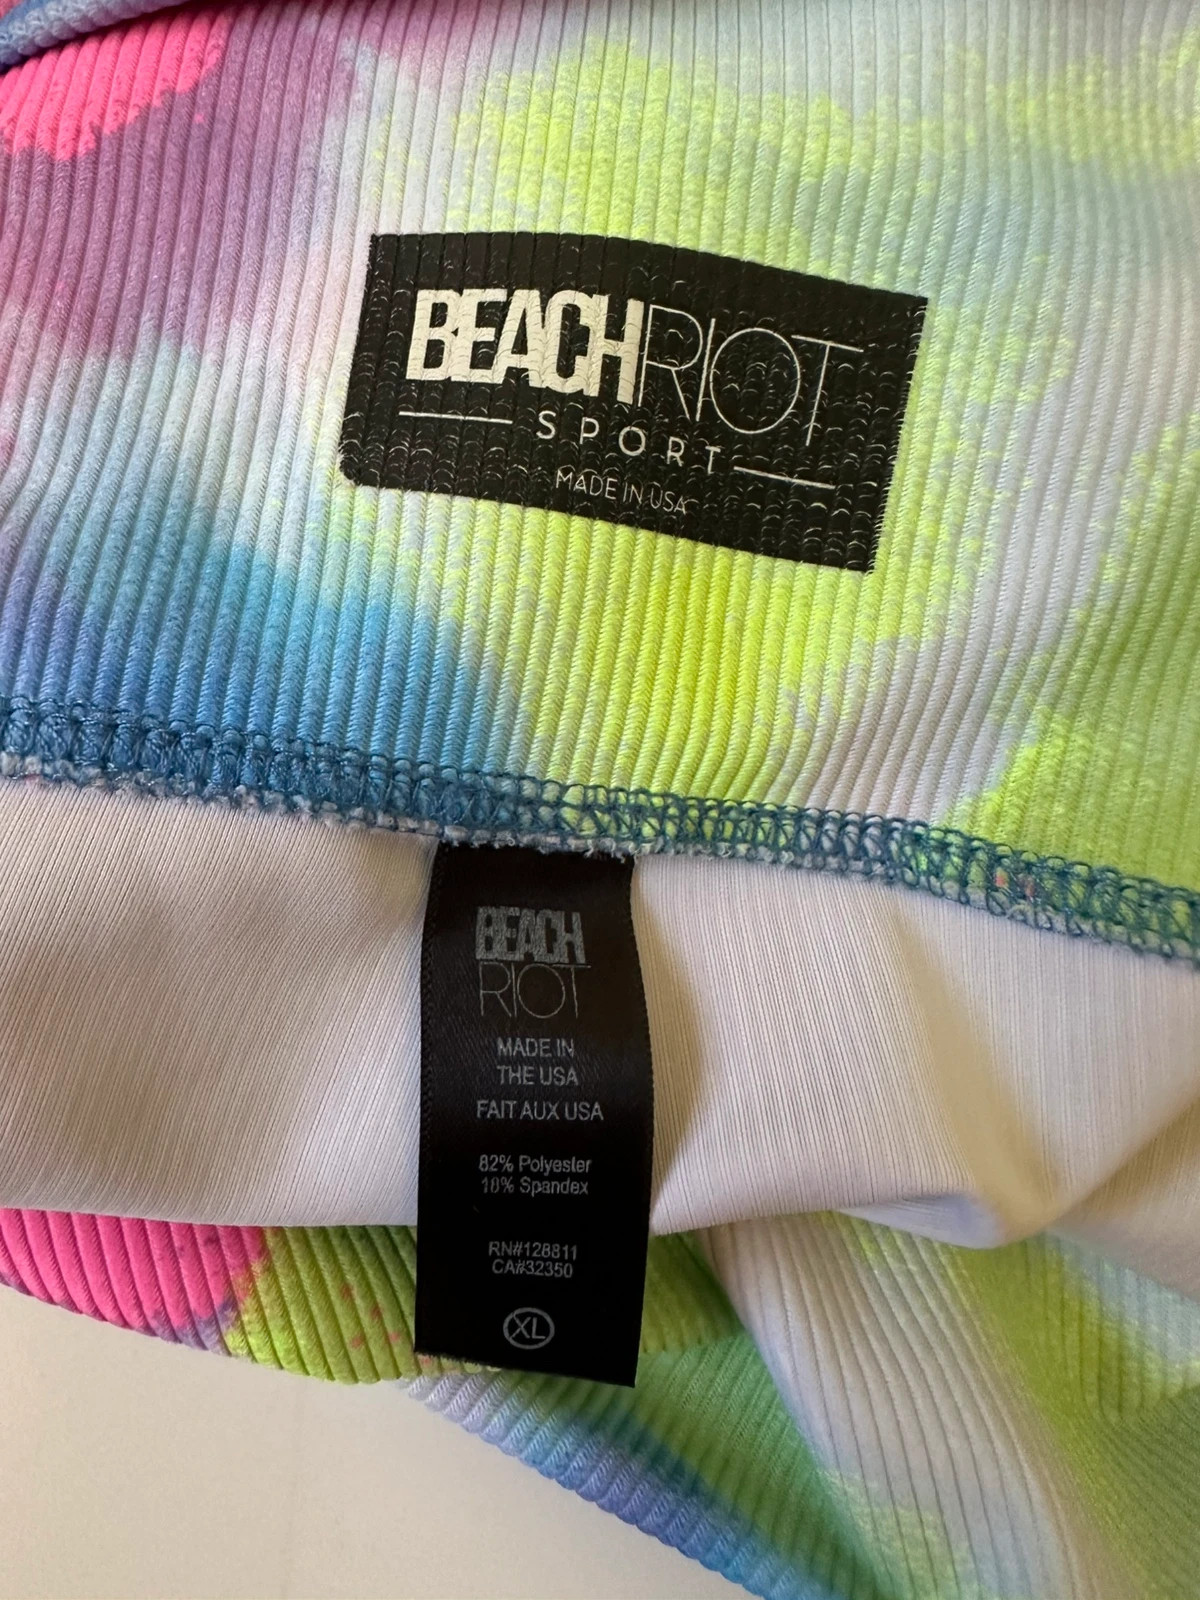 BEACHRIOT
SPORT
MADE IN USA
BEACH
RIOT
MADE IN
THE USA
FAIT AUX USA
82% Polyester
18% Spandex
RN#128811
CA#32350
XL